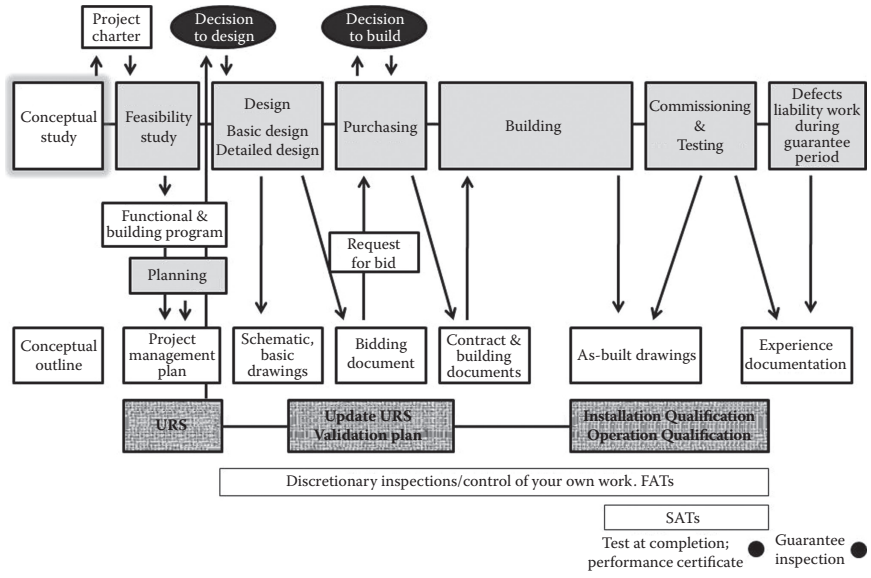 Project
charter
Decision
to design
Decision
to build
Conceptual
study
Feasibility
study
Design
Basic design
Detailed design
Purchasing
Building
Commissioning
&
Testing
Defects
liability work
during
guarantee
period
Functional &
building program
Request
for bid
Planning
Conceptual
outline
Project
management
plan
Schematic,
basic
drawings
Bidding
document
Contract &
building
documents
As-built drawings
Experience
documentation
URS
Update URS
Validation plan
Installation Qualification
Operation Qualification
Discretionary inspections/control of your own work. FATs
SATs
Test at completion;
performance certificate
Guarantee
inspection